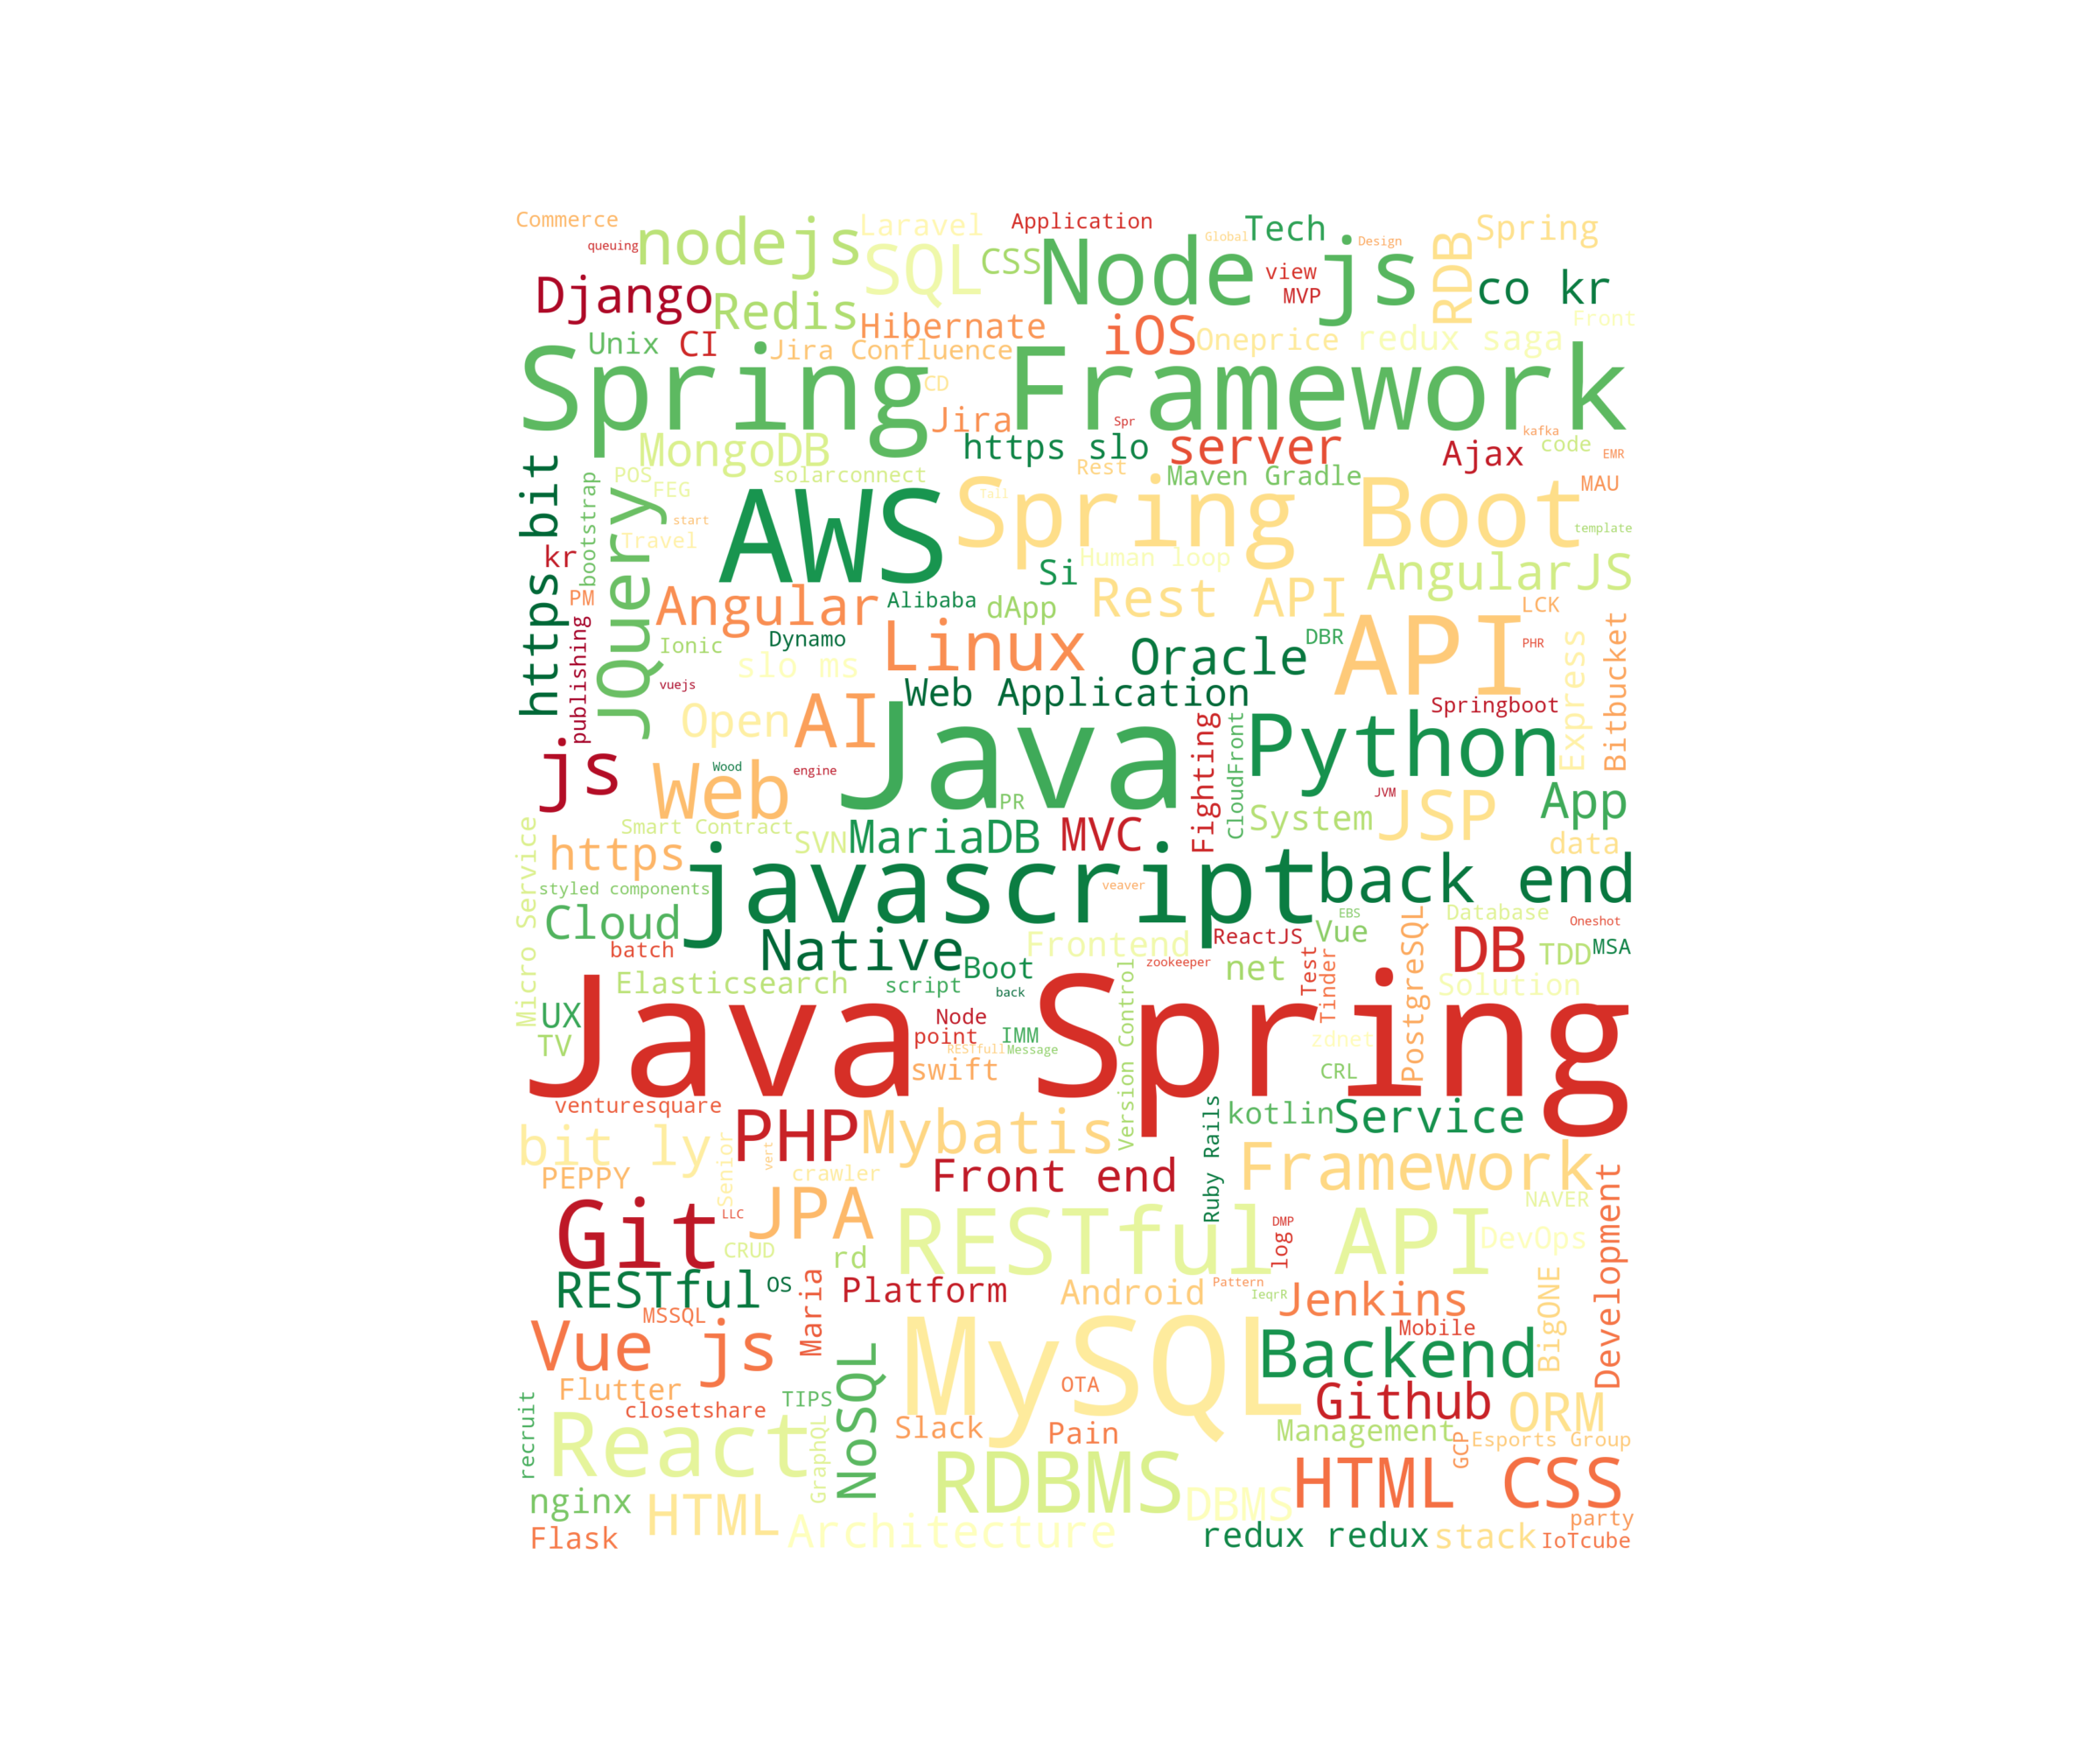 Commerce
queuing
nodejs
Laravel
SQL
CSS
Application
Node js
Global
Tech
view
MVP
Design
RDB
Spring
co kr
Django
Redis
Hibernate
iOS
Oneprice
redux saga
Front
Unix
CI
Jira Confluence
Spring Framework
CD
Jira
Spr
kafka
MongoDB
https slo
server
Ajax
code
EMR
https bit
bootstrap
POS
FEG
solarconnect
Rest
Maven Gradle
MAU
JQuery
start
AWS
Tall
Spring Boot
template
Travel
kr
Si
Human loop
AngularJS
PM
Angular
Alibaba
dApp
Rest API
LCK
publishing
Ionic
Dynamo
Linux
Oracle
DBR
API
PHR
Express
Bitbucket
slo ms
vuejs
Web Application
Springboot
Open
AI
Java
Fighting
CloudFront
Python
js
Web
Wood
engine
PR
JVM
System
JSP
App
Micro Service
Smart Contract
SVN
MariaDB
MVC
data
https
javascript
back end
styled components
veaver
Cloud
EBS
Database
Oneshot
batch
Native
Frontend
ReactJS
Vue
PostgreSQL
DB
TDD
MSA
Elasticsearch
Boot
script
back
zookeeper
Version Control
net
Test
Tinder
Solution
UX
TV
Java Spring
Node
point
IMM
RESTfull
Message
swift
zdnet
CRL
venturesquare
bit ly
PHP
Mybatis
Ruby Rails
kotlin
Service
Senior
vert
crawler
PEPPY
Front end
Framework
NAVER
Development
Git
LLC
JPA
RESTful API
DMP
log
DevOps
CRUD
rd
RESTful
OS
Maria
Platform
Android
Pattern
IeqrR
Jenkins
BigONE
MSSQL
Vue js
MySQL
Mobile
Backend
Flutter
TIPS
NoSQL
OTA
Github
ORM
recruit
closetshare
React
GraphQL
Slack
Pain
Management
GCP
Esports Group
RDBMS
DBMS
HTML CSS
nginx
HTML
party
Flask
Architecture
redux redux
stack
IoTcube